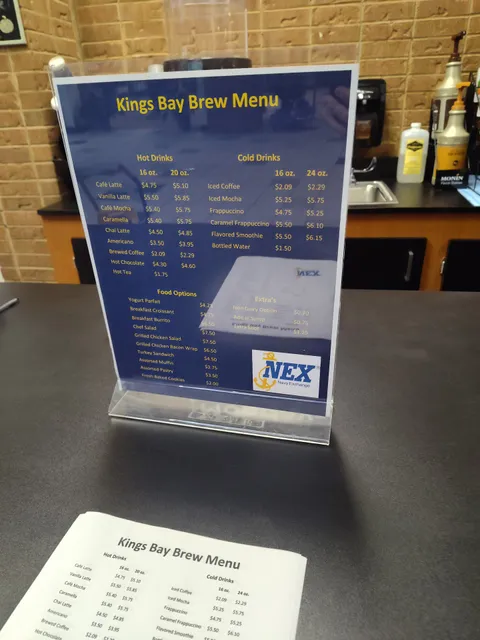 Kings Bay Brew Menu
Hot Drinks
16 oz. 20 oz.
Café Latte $4.75 $5.10
Vanilla Latte $5.50 $5.85
Café Mocha $5.40 $5.75
Caramella $5.40 $5.75
Chai Latte $4.50 $4.85
Americano $3.50 $3.95
Brewed Coffee $2.09 $2.29
Hot Chocolate $4.30 $4.60
Hot Tea $1.75
Cold Drinks
16 oz. 24 oz.
Iced Coffee $2.09 $2.29
Iced Mocha $5.25 $5.75
Frappuccino $4.75 $5.25
Caramel Frappuccino $5.50 $6.10
Flavored Smoothie $5.50 $6.15
Bottled Water $1.50
Food Options
Yogurt Parfait $4.25
Breakfast Croissant
Breakfast Burrito
Chef Salad $7.50
Grilled Chicken Salad $7.50
Grilled Chicken Bacon Wrap $6.50
Turkey Sandwich $4.50
Assorted Muffin $3.75
Assorted Pastry $3.50
Fresh Baked Cookies $2.00
Extra's
NEX
Navy Exchange
NEX
MONIN
Kings Bay Brew Menu
Hot Drinks
16 oz. 20 oz.
Café Latte $4.75 $5.10
Vanilla Latte $5.50 $5.85
Café Mocha $5.40 $5.75
Caramella $5.40 $5.75
Chai Latte $4.50 $4.85
Americano $3.50 $3.95
Brewed Coffee $2.09
Hot Chocolate
Cold Drinks
16 oz. 24 oz.
Iced Coffee $2.09 $2.29
Iced Mocha $5.25 $5.75
Frappuccino $4.75 $5.25
Caramel Frappuccino $5.50 $6.10
Flavored Smoothie